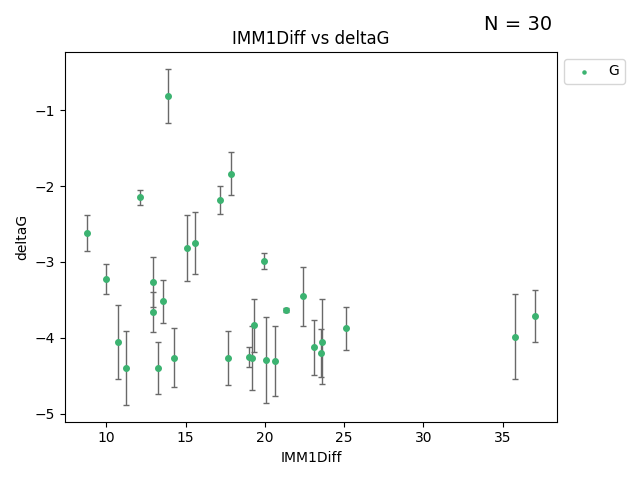 N = 30
IMM1Diff vs deltaG
G
deltaG
−1
−2
−3
−4
−5
10 15 20 25 30 35
IMM1Diff